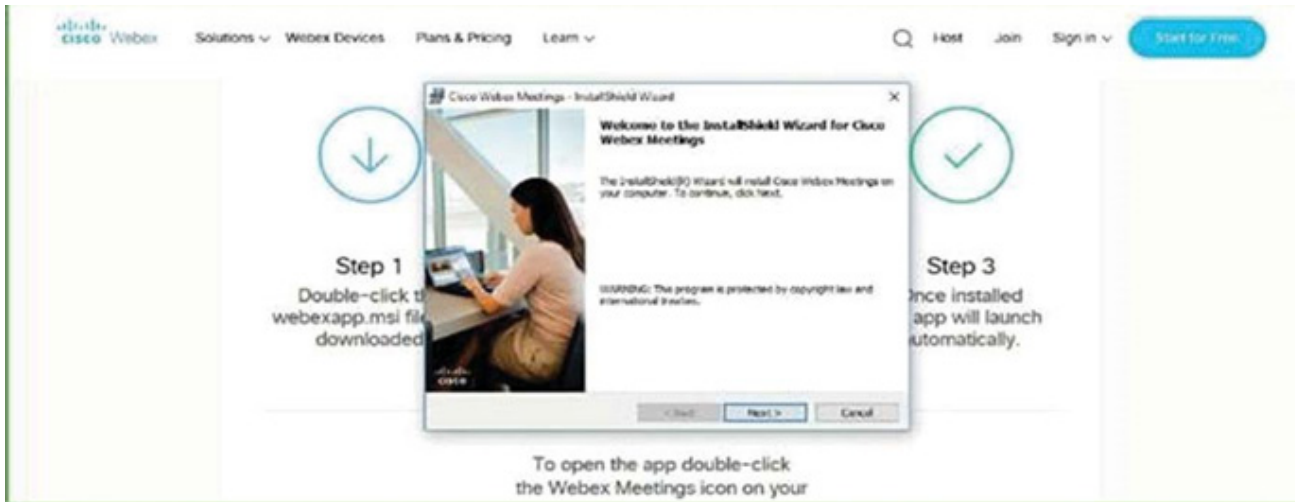 cisco Webex Solutions Webex Devices Plans & Pricing Learn Host Join Sign in Start for Free
Cisco Webex Meetings - InstallShield Wizard
Welcome to the InstallShield Wizard for Cisco
Webex Meetings
The InstallShield(R) Wizard will install Cisco Webex Meetings on
your computer. To continue, click Next.
WARNING: This program is protected by copyright law and
international treaties.
cisco
< Back Next > Cancel
Step 1
Double-click
webexapp.msi
downloaded
Step 3
installed
app will launch
To open the app double-click
the Webex Meetings icon on your